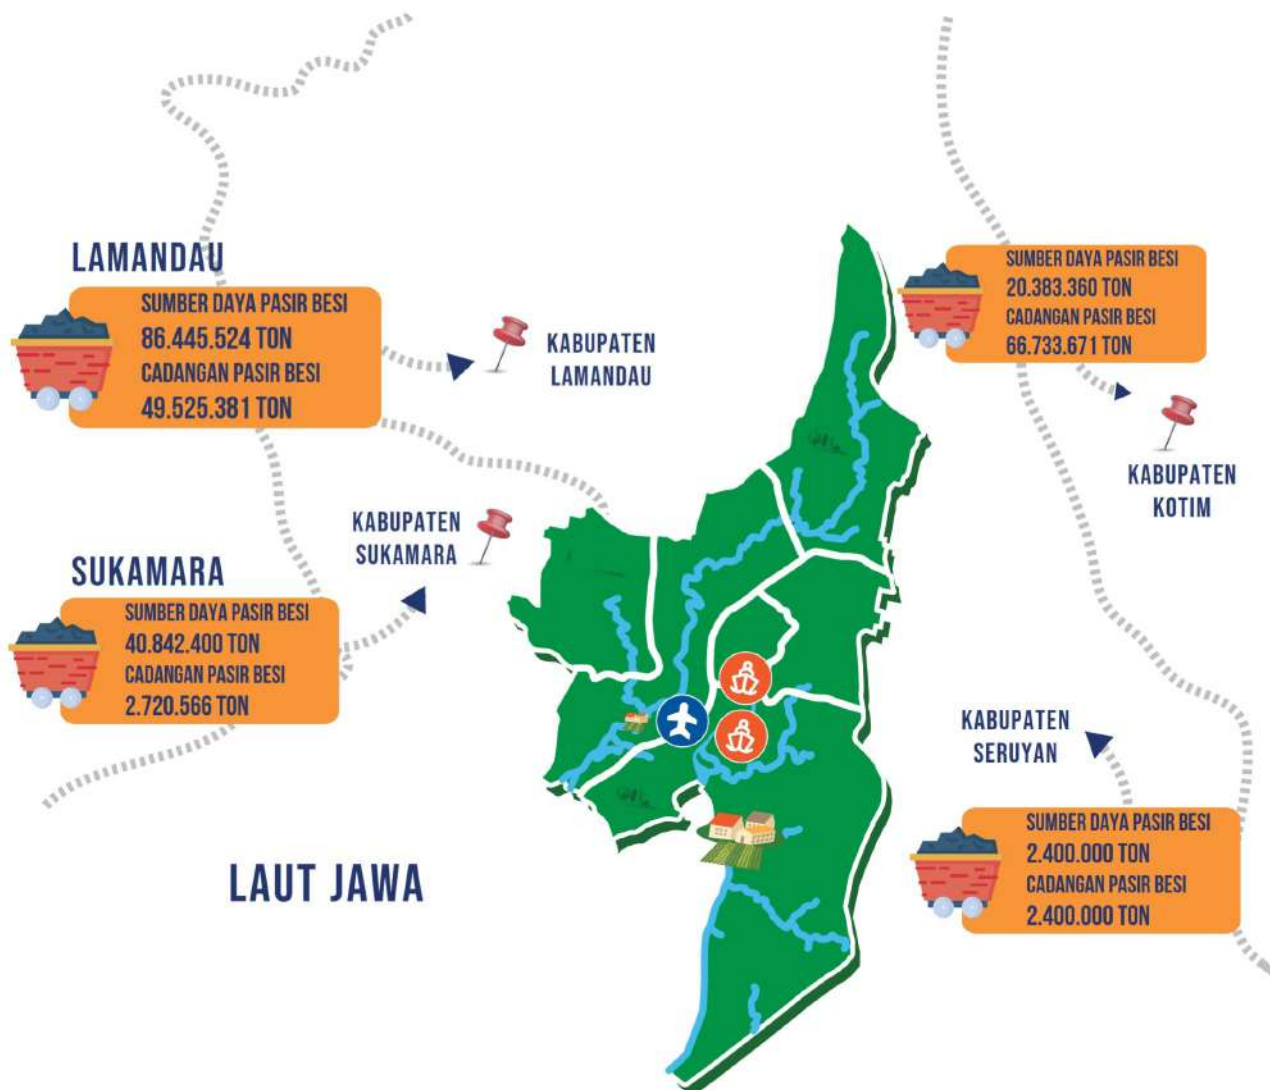 LAMANDAU
SUMBER DAYA PASIR BESI
86.445.524 TON
CADANGAN PASIR BESI
49.525.381 TON
KABUPATEN
LAMANDAU
SUMBER DAYA PASIR BESI
20.383.360 TON
CADANGAN PASIR BESI
66.733.671 TON
KABUPATEN
KOTIM
KABUPATEN
SUKAMARA
SUKAMARA
SUMBER DAYA PASIR BESI
40.842.400 TON
CADANGAN PASIR BESI
2.720.566 TON
KABUPATEN
SERUYAN
SUMBER DAYA PASIR BESI
2.400.000 TON
CADANGAN PASIR BESI
2.400.000 TON
LAUT JAWA